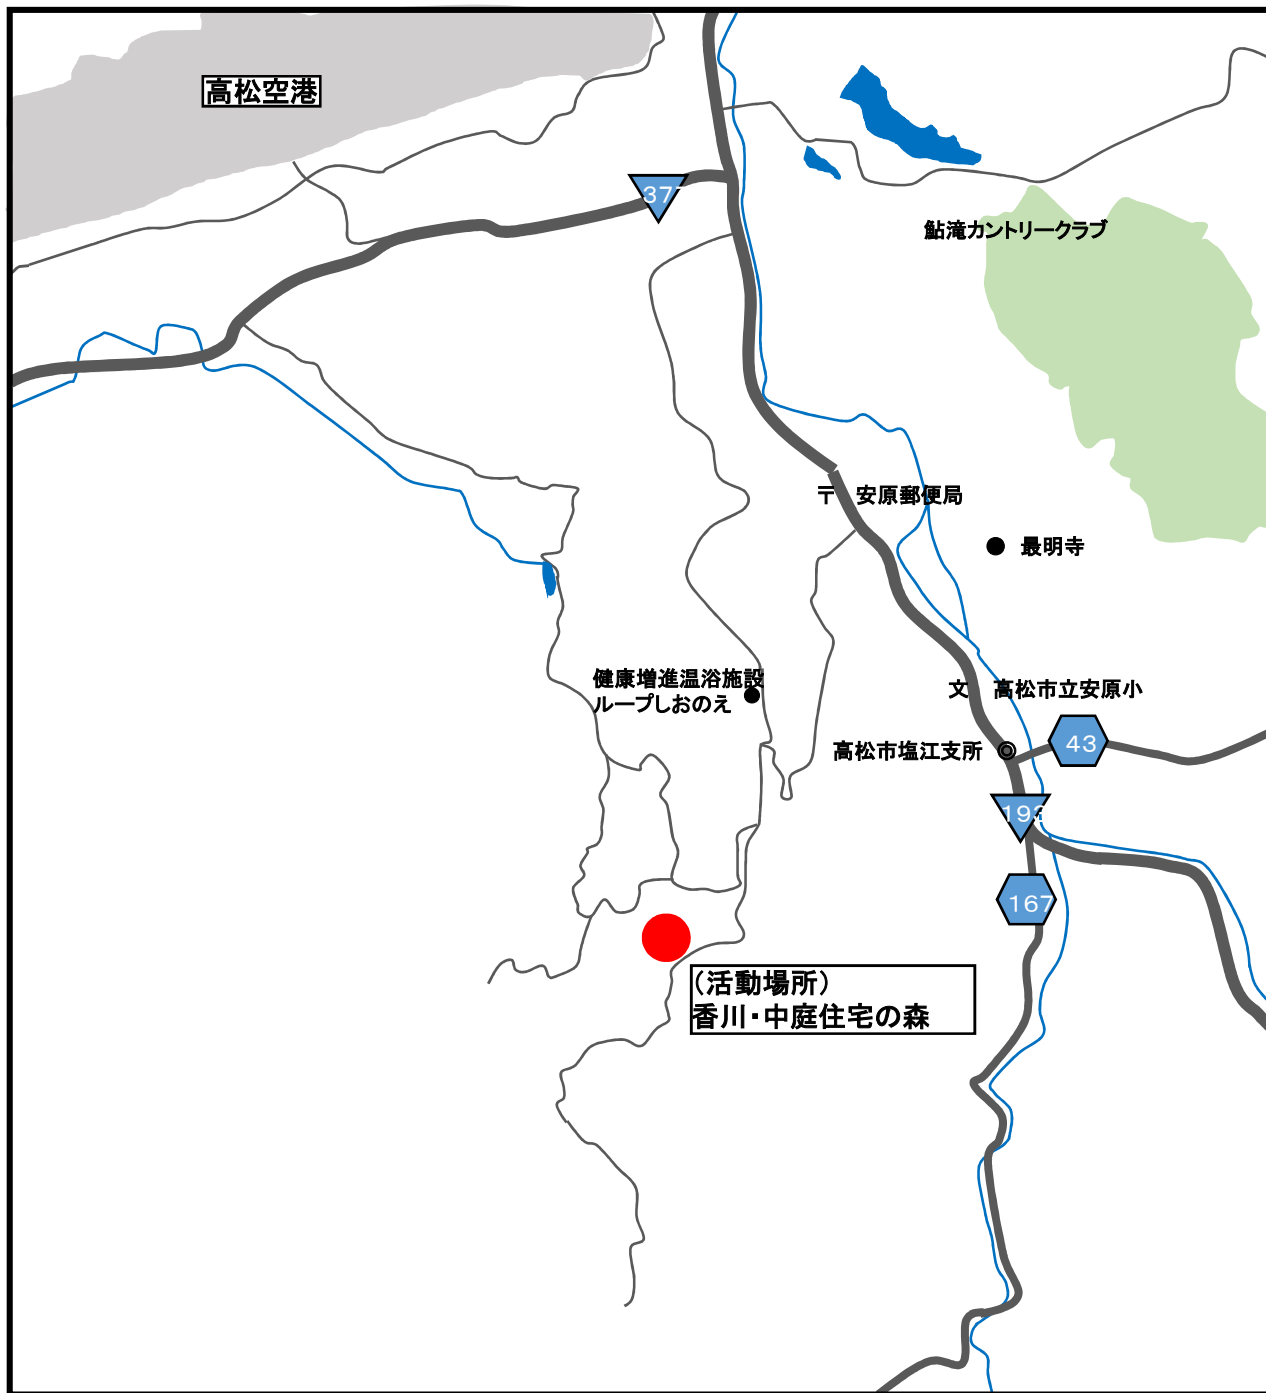 高松空港
37
鮎滝カントリークラブ
〒 安原郵便局
最明寺
健康増進温浴施設
ループしおのえ
文 高松市立安原小
高松市塩江支所
43
193
167
(活動場所)
香川・中庭住宅の森